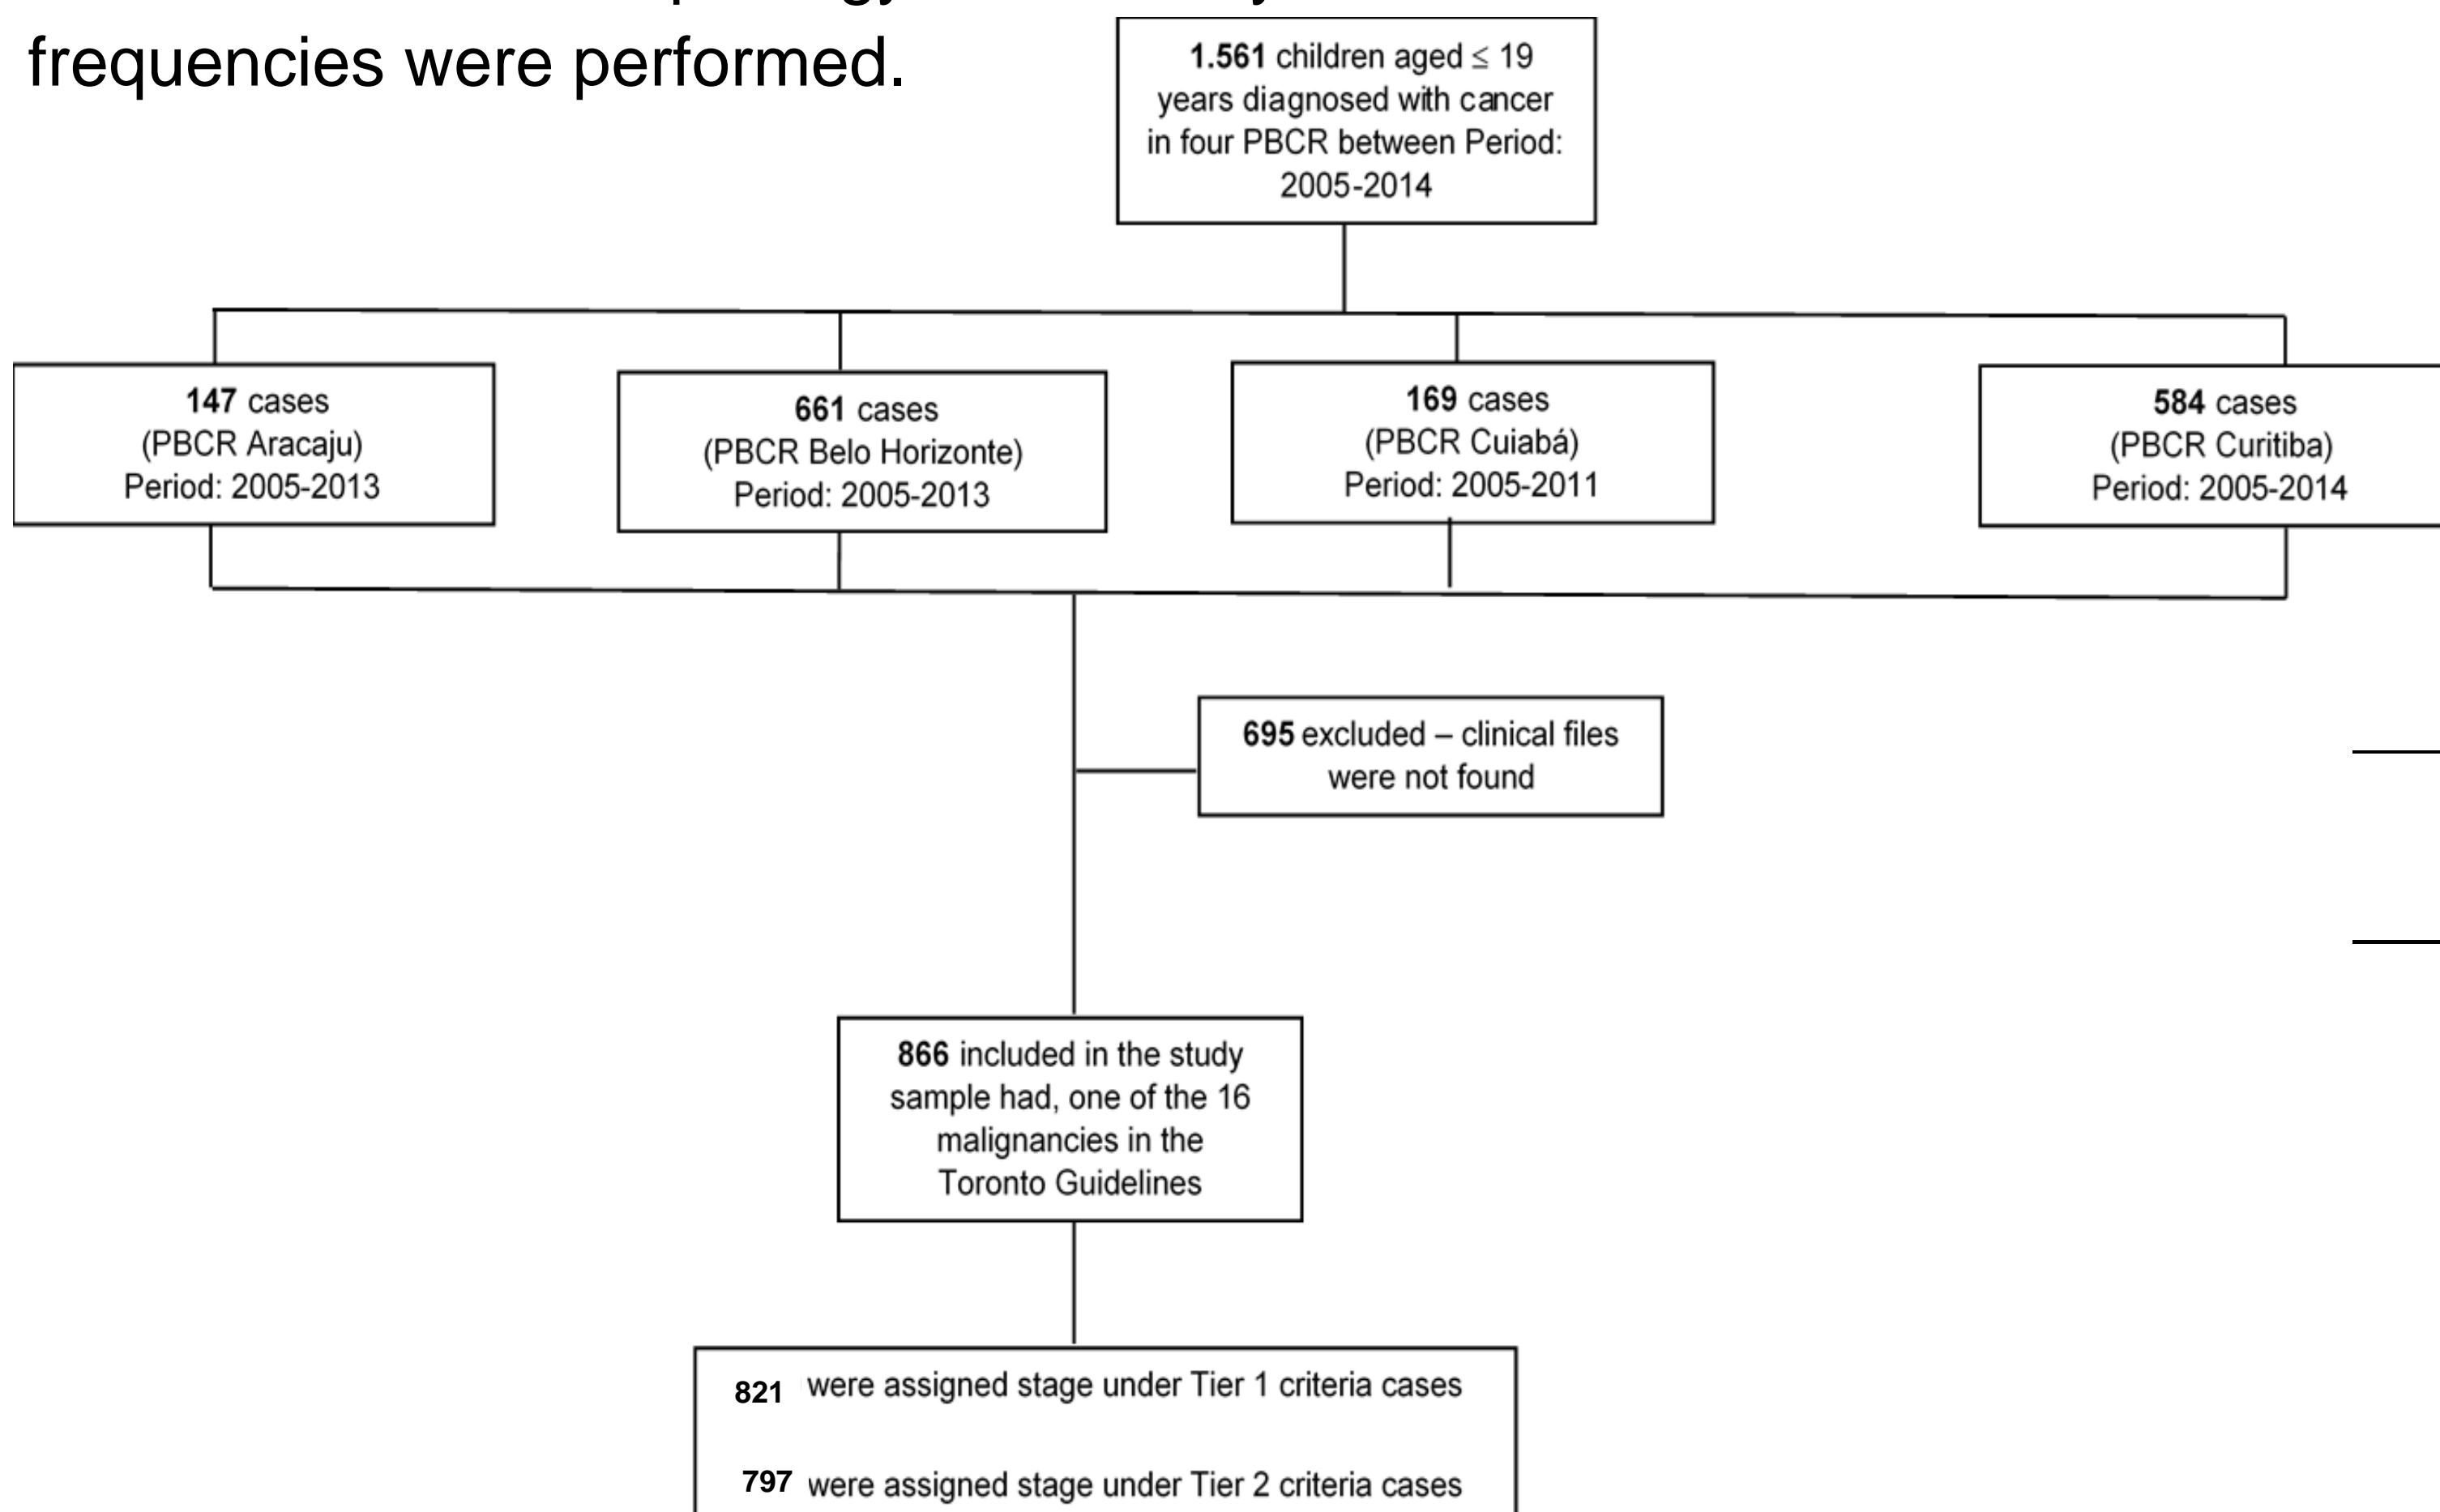 frequencies were performed.
1.561 children aged ≤ 19
years diagnosed with cancer
in four PBCR between Period:
2005-2014
147 cases
(PBCR Aracaju)
Period: 2005-2013
661 cases
(PBCR Belo Horizonte)
Period: 2005-2013
169 cases
(PBCR Cuiabá)
Period: 2005-2011
584 cases
(PBCR Curitiba)
Period: 2005-2014
695 excluded – clinical files
were not found
866 included in the study
sample had, one of the 16
malignancies in the
Toronto Guidelines
821 were assigned stage under Tier 1 criteria cases
797 were assigned stage under Tier 2 criteria cases